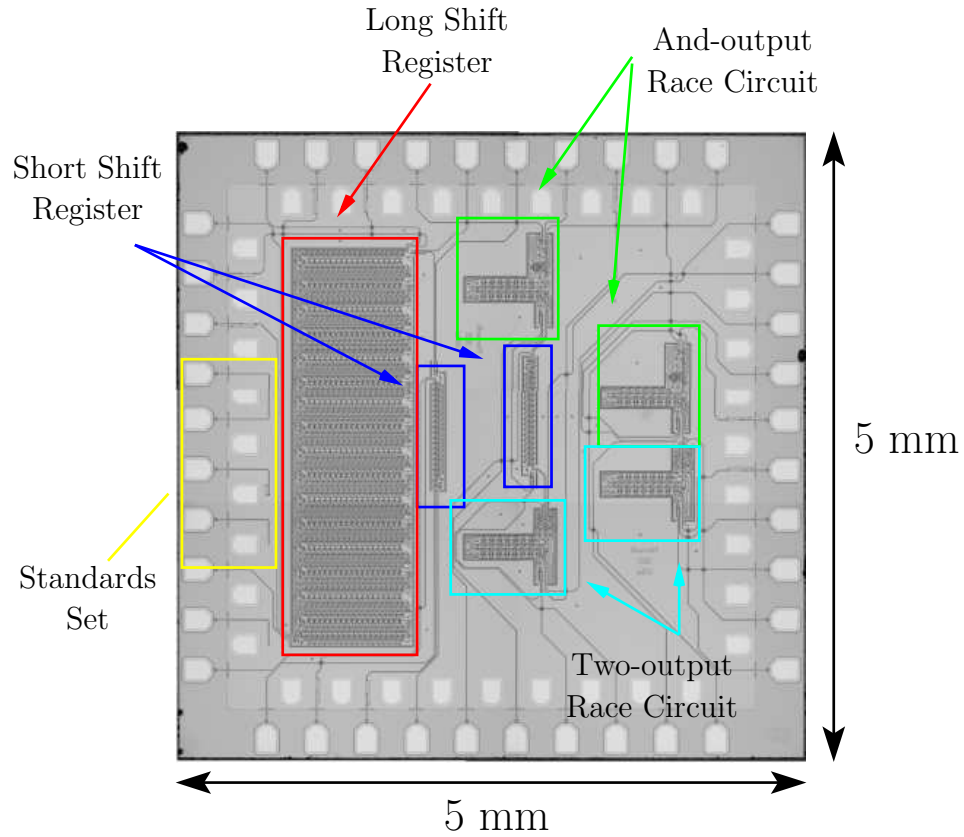 Long Shift
Register
And-output
Race Circuit
Short Shift
Register
5 mm
Standards
Set
Two-output
Race Circuit
5 mm